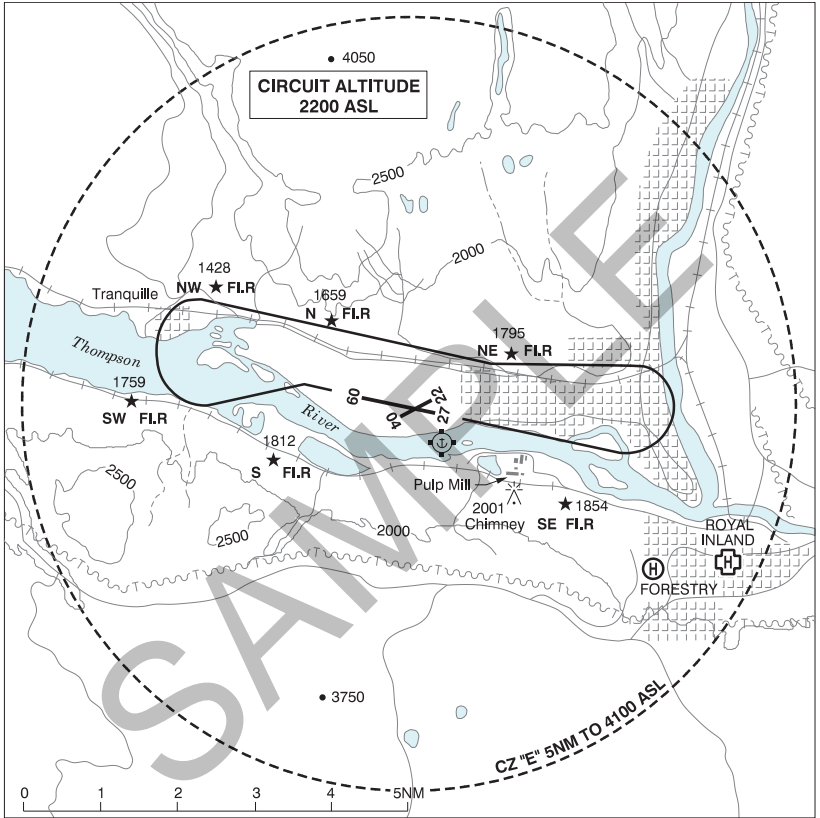 4050
CIRCUIT ALTITUDE
2200 ASL
2500
2000
1428
NW Fl.R
Tranquille
1659
N Fl.R
1795
NE Fl.R
Thompson
1759
SW Fl.R
09
22
04
27
River
1812
S Fl.R
Pulp Mill
2001
Chimney
1854
SE Fl.R
2500
2500
2000
ROYAL
INLAND
H
H
FORESTRY
3750
CZ "E" 5NM TO 4100 ASL
0 1 2 3 4 5NM
SAMPLE